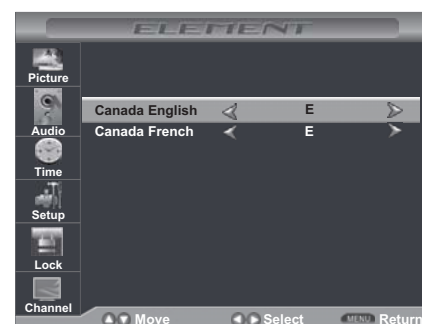 ELEMENT
Picture
Audio
Time
Setup
Lock
Channel
Canada English E
Canada French E
Move Select MENU Return